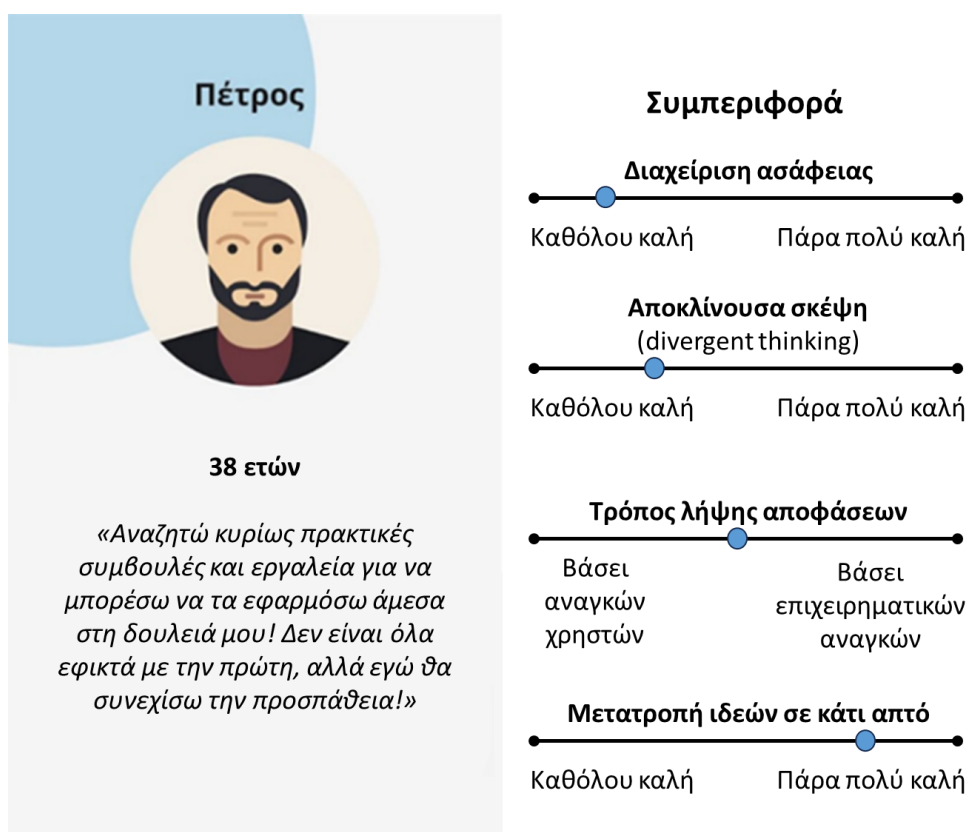 Πέτρος
38 ετών
«Αναζητώ κυρίως πρακτικές
συμβουλές και εργαλεία για να
μπορέσω να τα εφαρμόσω άμεσα
στη δουλειά μου! Δεν είναι όλα
εφικτά με την πρώτη, αλλά εγώ θα
συνεχίσω την προσπάθεια!»
Συμπεριφορά
Διαχείριση ασάφειας
Καθόλου καλή
Πάρα πολύ καλή
Αποκλίνουσα σκέψη
(divergent thinking)
Καθόλου καλή
Πάρα πολύ καλή
Τρόπος λήψης αποφάσεων
Βάσει
αναγκών
χρηστών
Βάσει
επιχειρηματικών
αναγκών
Μετατροπή ιδεών σε κάτι απτό
Καθόλου καλή
Πάρα πολύ καλή